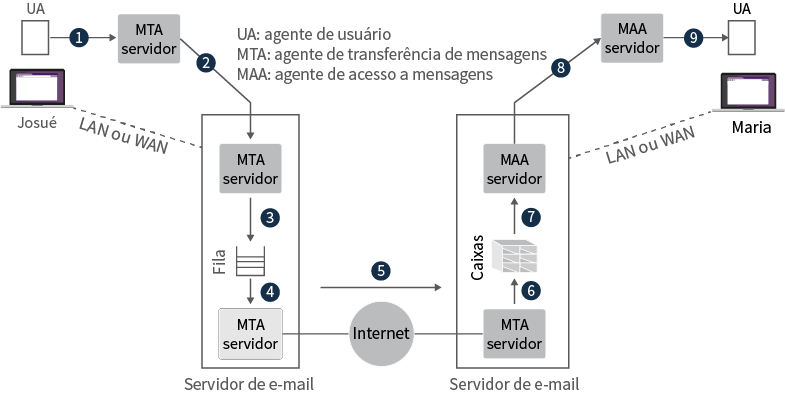 UA
1
MTA
servidor
2
UA: agente de usuário
MTA: agente de transferência de mensagens
MAA: agente de acesso a mensagens
8
MAA
servidor
9
UA
Josué
LAN ou WAN
Maria
LAN ou WAN
MTA
servidor
3
Fila
4
MTA
servidor
Servidor de e-mail
5
Internet
MAA
servidor
7
Caixas
6
MTA
servidor
Servidor de e-mail